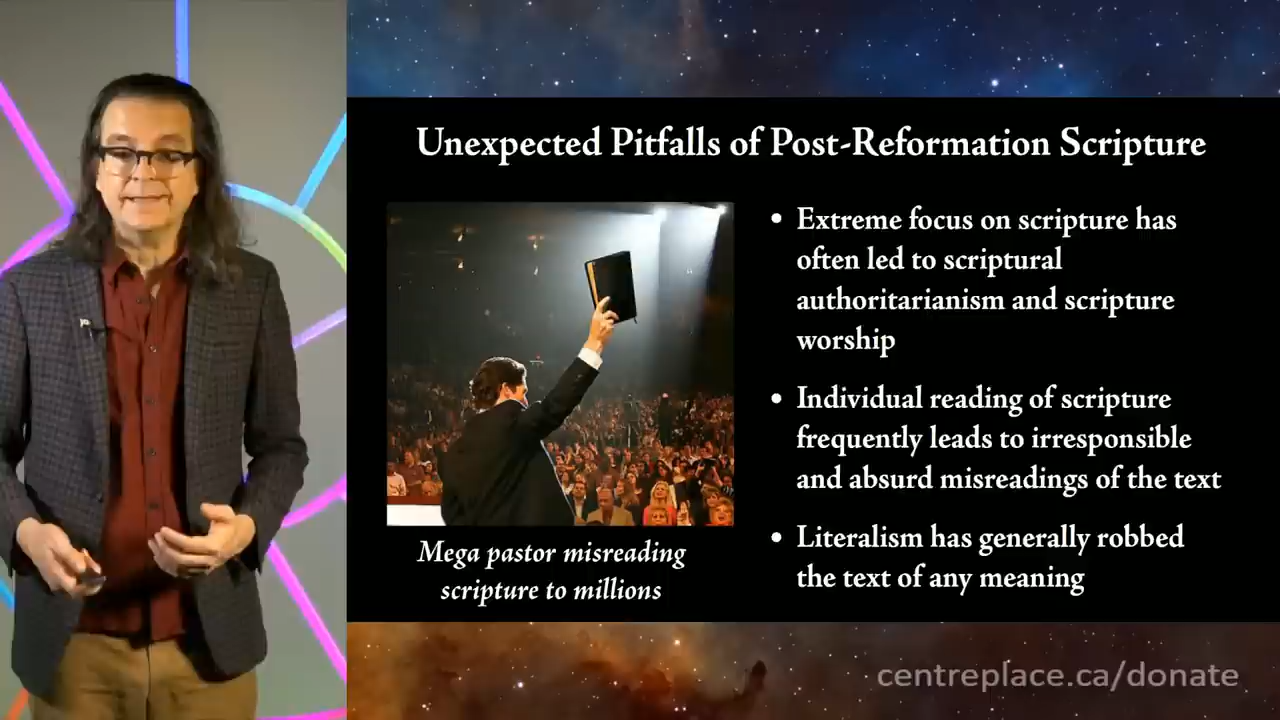 Unexpected Pitfalls of Post-Reformation Scripture
• Extreme focus on scripture has
often led to scriptural
authoritarianism and scripture
worship
• Individual reading of scripture
frequently leads to irresponsible
and absurd misreadings of the text
• Literalism has generally robbed
the text of any meaning
Mega pastor misreading
scripture to millions
centreplace.ca/donate